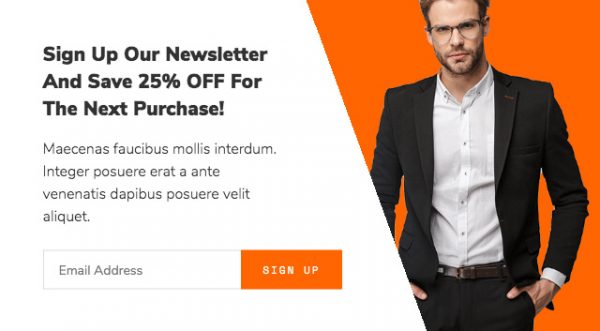 Sign Up Our Newsletter
And Save 25% OFF For
The Next Purchase!
Maecenas faucibus mollis interdum.
Integer posuere erat a ante
venenatis dapibus posuere velit
aliquet.
Email Address
SIGN UP